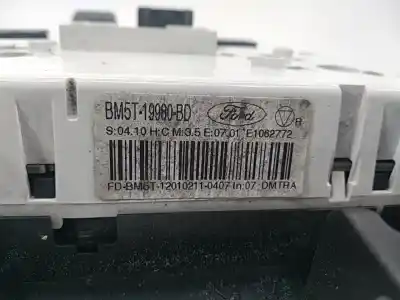 BM5T-19980-BD Ford R
S:04.10 H:C M:3.5 E:07.01 E1062772
FD-BM5T-12010211-0407 In:07 DMTRA